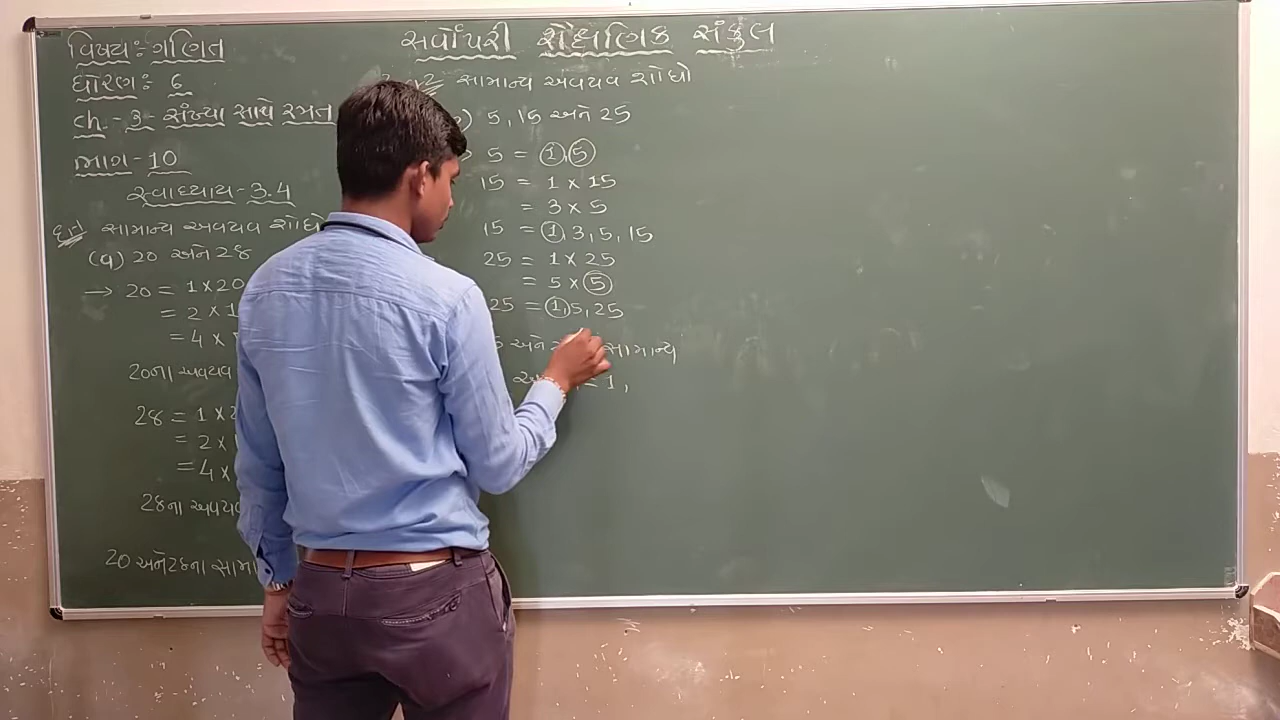 વિષય: ગણિત
ધોરણ: 6
ch - 3 - સંખ્યા સાથે રમત
ભાગ - 10
સ્વાધ્યાય - 3.4
સામાન્ય અવયવ શોધો
20 અને 28
→ 20 = 1 × 20
= 2 × 1
= 4 ×
20ના અવયવ
28 = 1 × 2
= 2 ×
= 4 ×
28ના અવયવ
20 અને 28ના સામા
સર્વોપરી શૈક્ષણિક સંકુલ
સામાન્ય અવયવ શોધો
) 5, 15 અને 25
5 = 1, 5
15 = 1 × 15
= 3 × 5
15 = 1, 3, 5, 15
25 = 1 × 25
= 5 × 5
25 = 1, 5, 25
અને સામાન્ય
= 1,